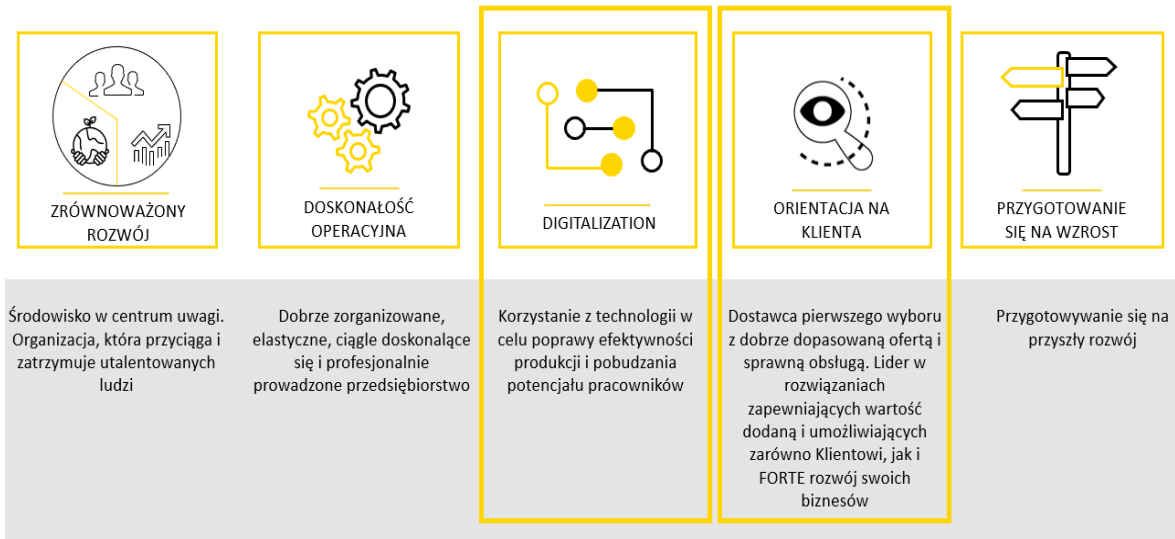 ZRÓWNOWAŻONY
ROZWÓJ
DOSKONAŁOŚĆ
OPERACYJNA
DIGITALIZATION
ORIENTACJA NA
KLIENTA
PRZYGOTOWANIE
SIĘ NA WZROST
Środowisko w centrum uwagi.
Organizacja, która przyciąga i
zatrzymuje utalentowanych
ludzi
Dobrze zorganizowane,
elastyczne, ciągle doskonalące
się i profesjonalnie
prowadzone przedsiębiorstwo
Korzystanie z technologii w
celu poprawy efektywności
produkcji i pobudzania
potencjału pracowników
Dostawca pierwszego wyboru
z dobrze dopasowaną ofertą i
sprawną obsługą. Lider w
rozwiązaniach
zapewniających wartość
dodaną i umożliwiających
zarówno Klientowi, jak i
FORTE rozwój swoich
biznesów
Przygotowywanie się na
przyszły rozwój